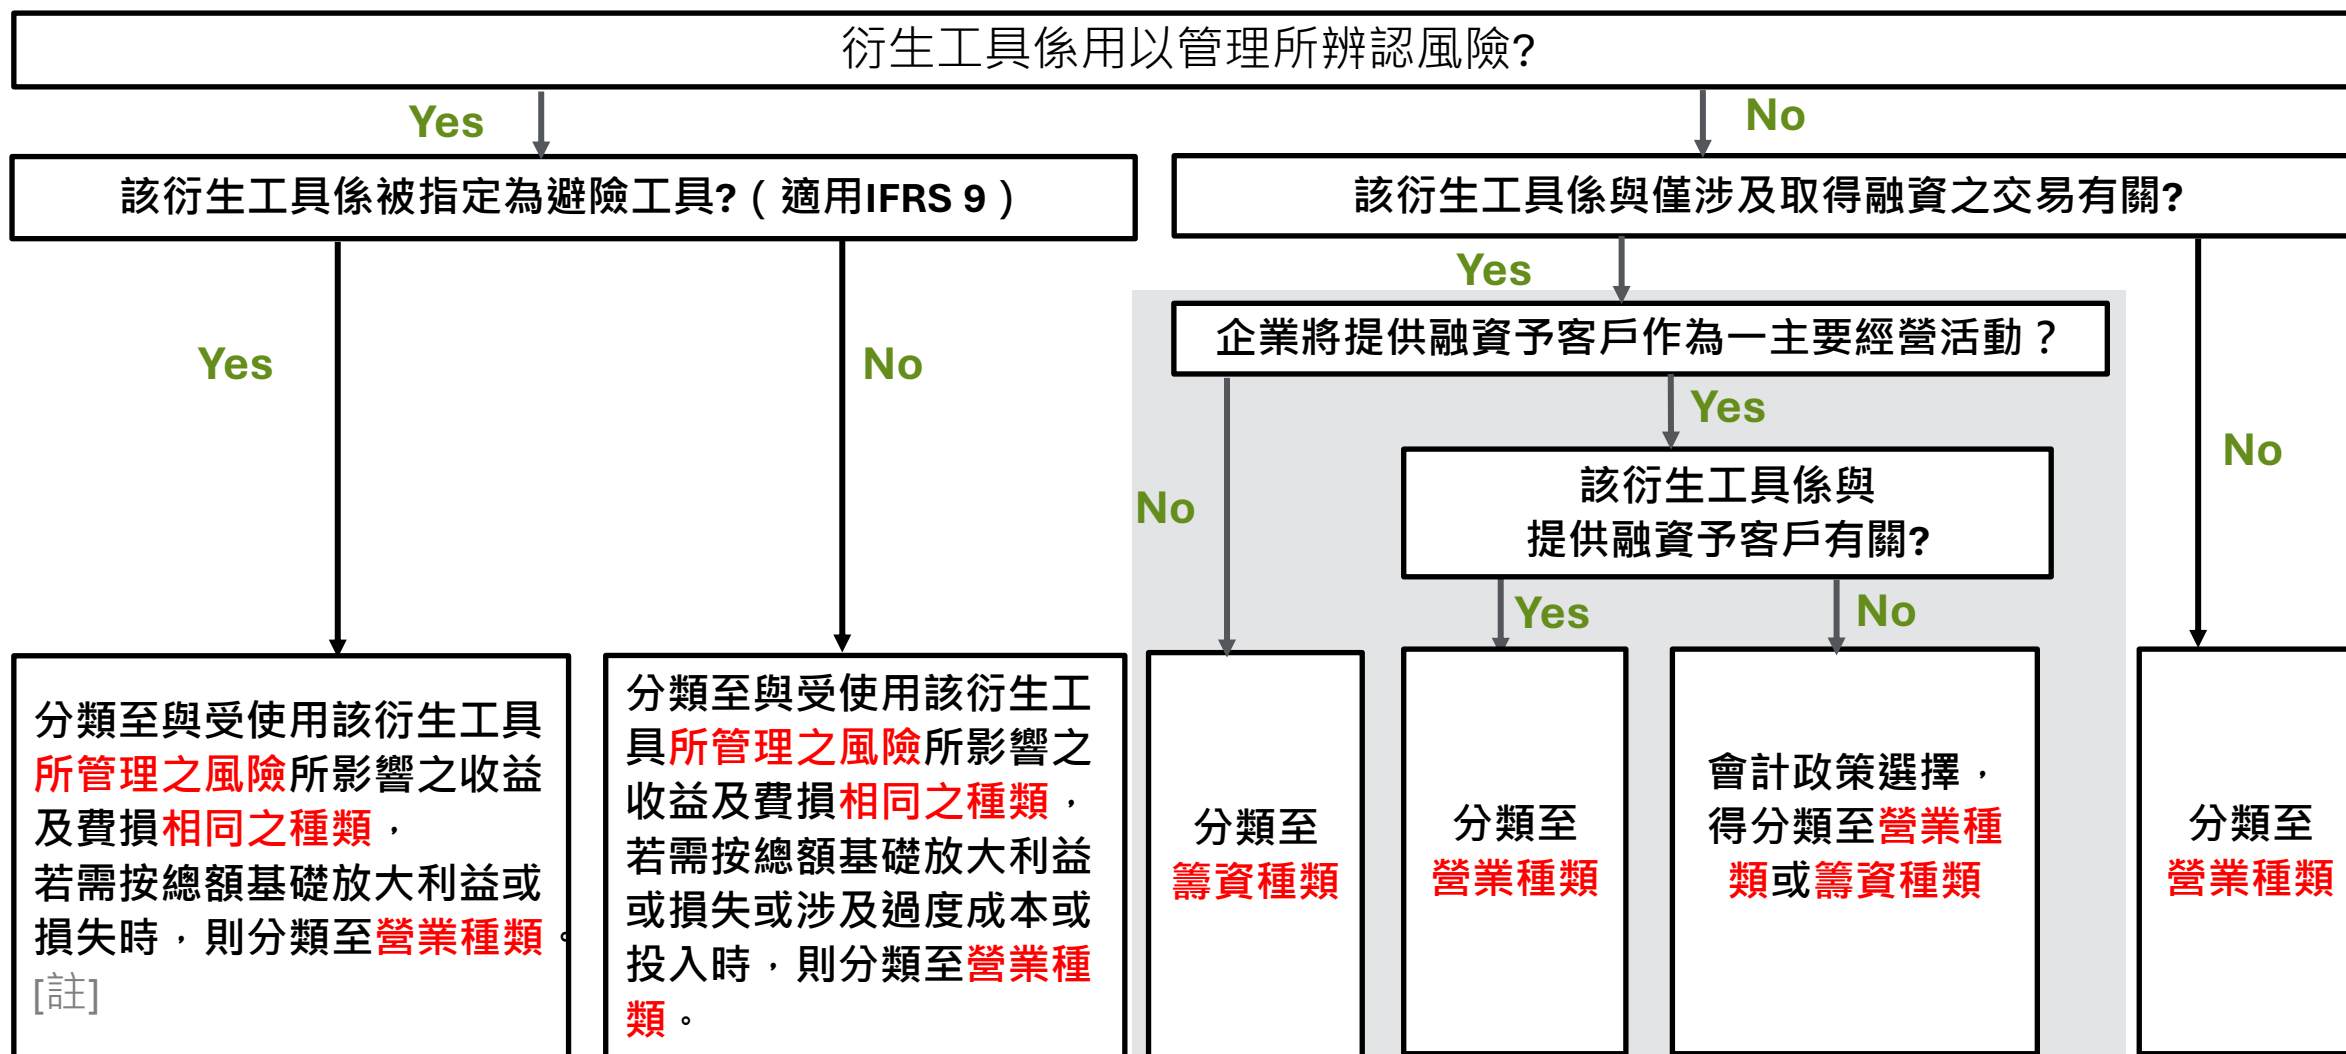 衍生工具係用以管理所辨認風險?
Yes
No
該衍生工具係被指定為避險工具?（適用IFRS 9）
該衍生工具係與僅涉及取得融資之交易有關?
Yes
企業將提供融資予客戶作為一主要經營活動？
Yes
No
Yes
No
No
該衍生工具係與
提供融資予客戶有關?
Yes
No
分類至與受使用該衍生工具
所管理之風險所影響之收益
及費損相同之種類，
若需按總額基礎放大利益或
損失時，則分類至營業種類。
[註]
分類至與受使用該衍生工
具所管理之風險所影響之
收益及費損相同之種類，
若需按總額基礎放大利益
或損失或涉及過度成本或
投入時，則分類至營業種
類。
分類至
籌資種類
分類至
營業種類
會計政策選擇，
得分類至營業種
類或籌資種類
分類至
營業種類